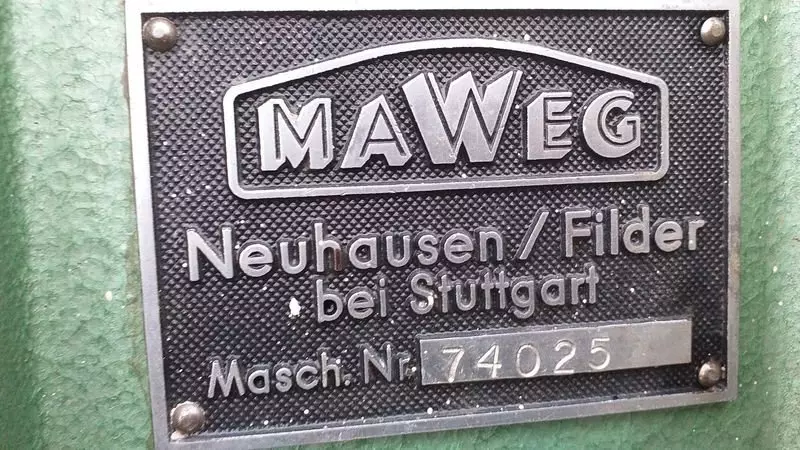 MAWEG
Neuhausen / Filder
bei Stuttgart
Masch. Nr. 74025